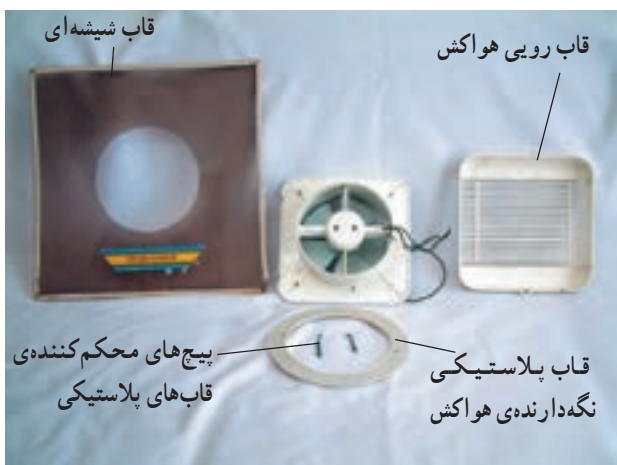 قاب شیشه‌ای
قاب رویی هواکش
پیچ‌های محکم‌کننده‌ی
قاب‌های پلاستیکی
قاب پلاستیکی
نگه‌دارنده‌ی هواکش